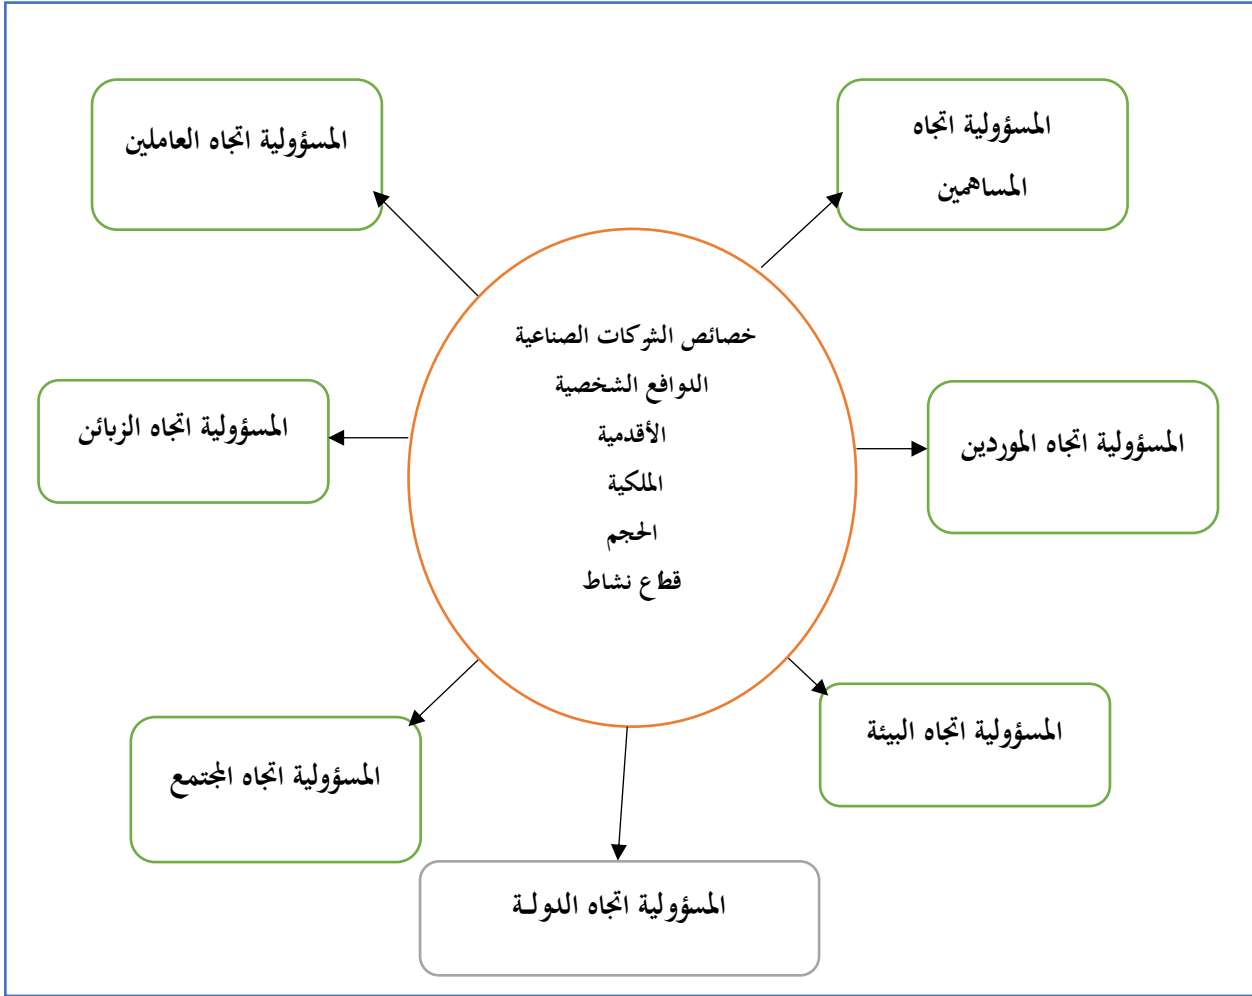 المسؤولية اتجاه
المساهمين
المسؤولية اتجاه العاملين
خصائص الشركات الصناعية
الدوافع الشخصية
الأقدمية
الملكية
الحجم
قطاع نشاط
المسؤولية اتجاه الموردين
المسؤولية اتجاه الزبائن
المسؤولية اتجاه البيئة
المسؤولية اتجاه المجتمع
المسؤولية اتجاه الدولـة